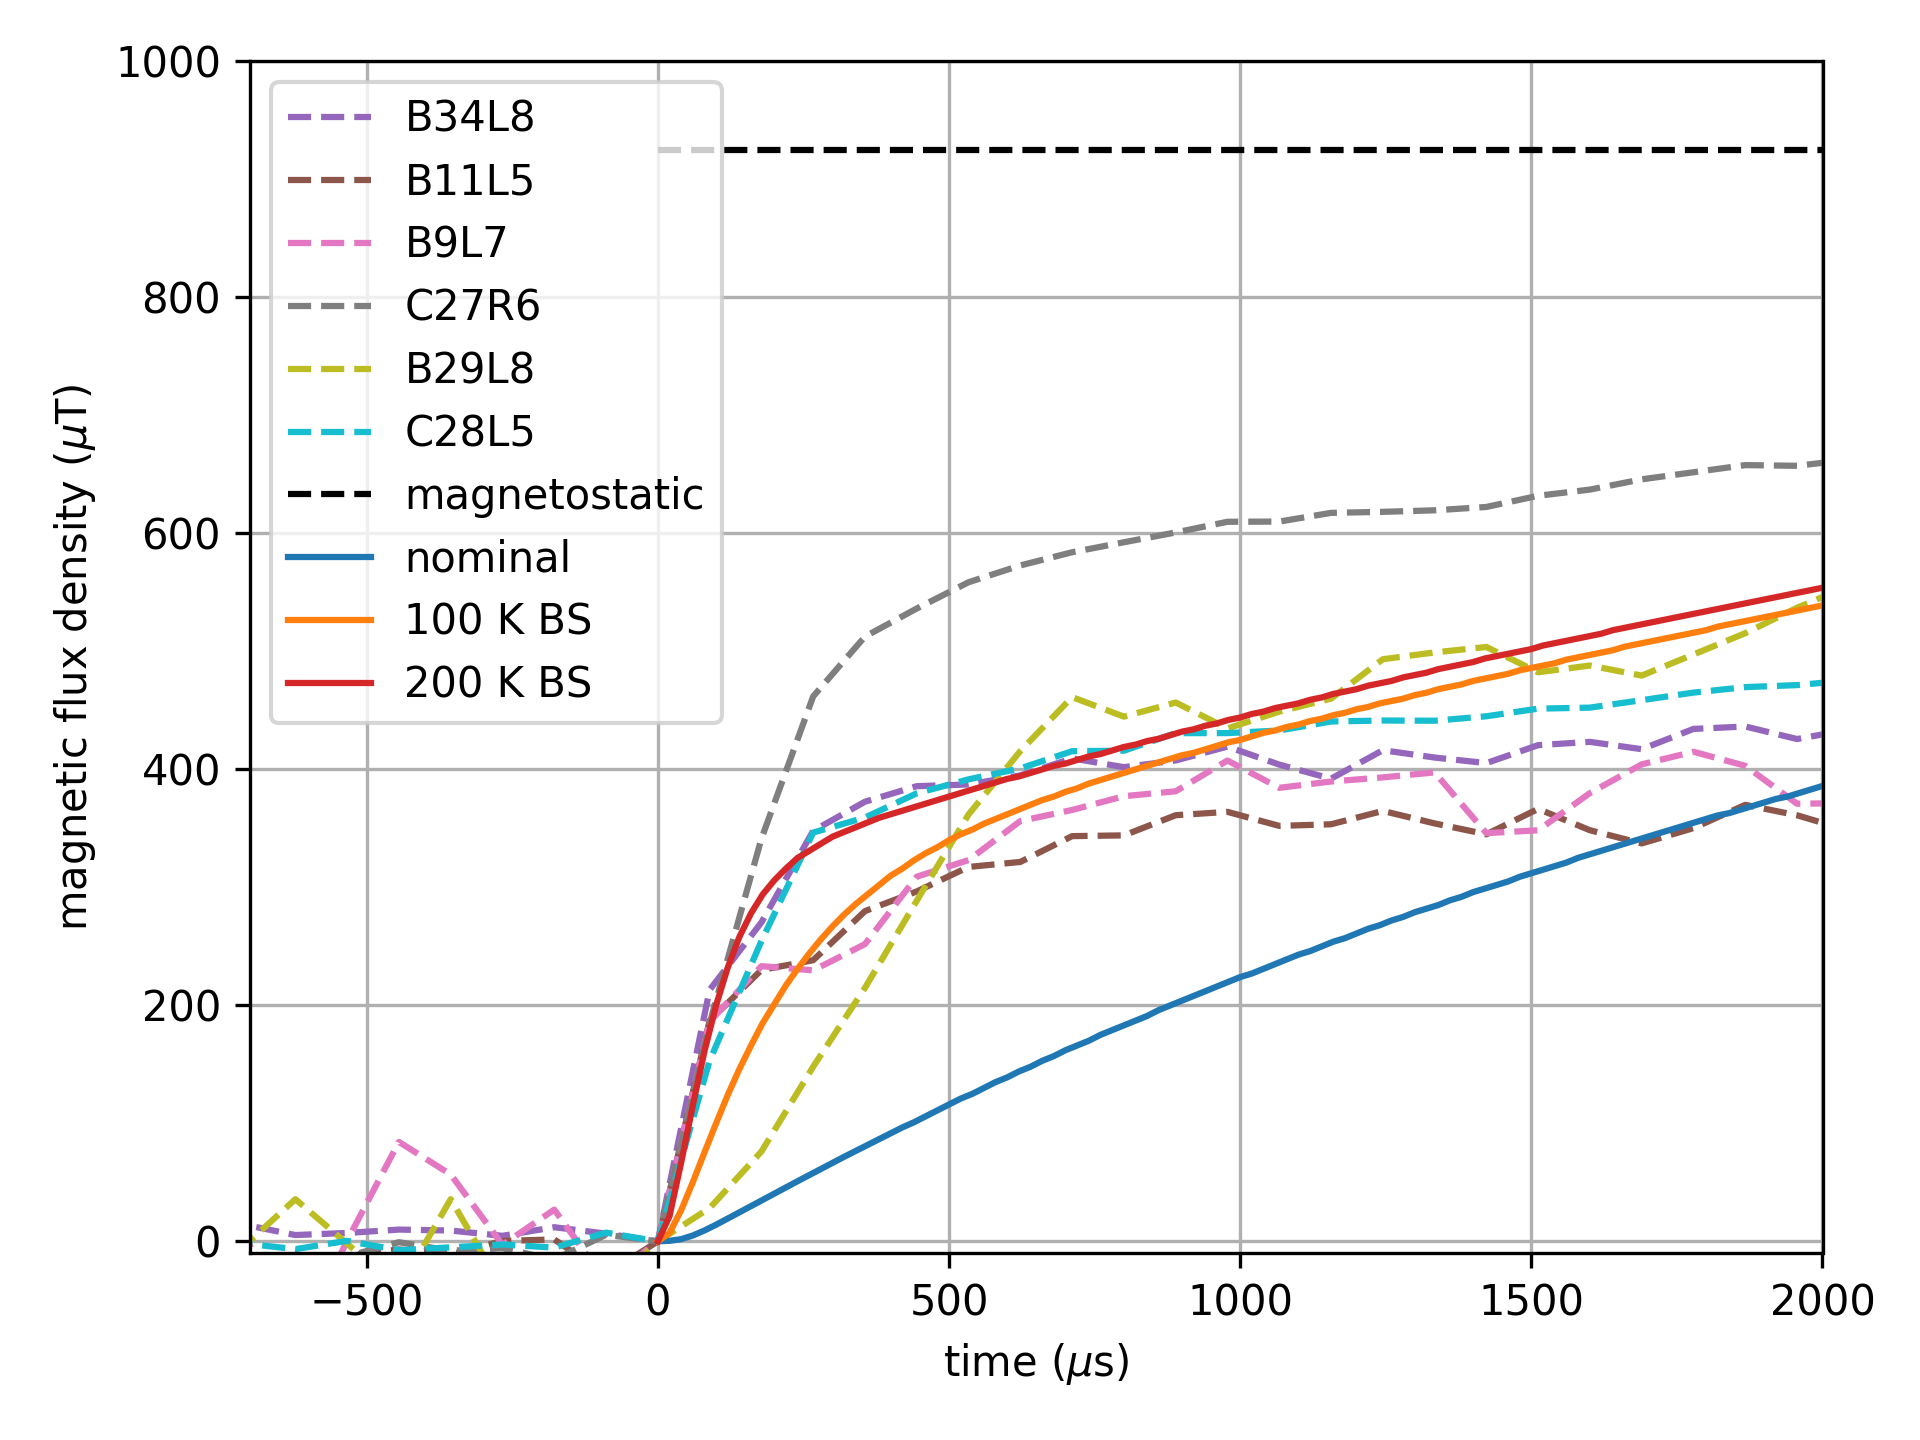 1000
800
600
400
200
0
magnetic flux density (μT)
B34L8
B11L5
B9L7
C27R6
B29L8
C28L5
magnetostatic
nominal
100 K BS
200 K BS
−500 0 500 1000 1500 2000
time (μs)